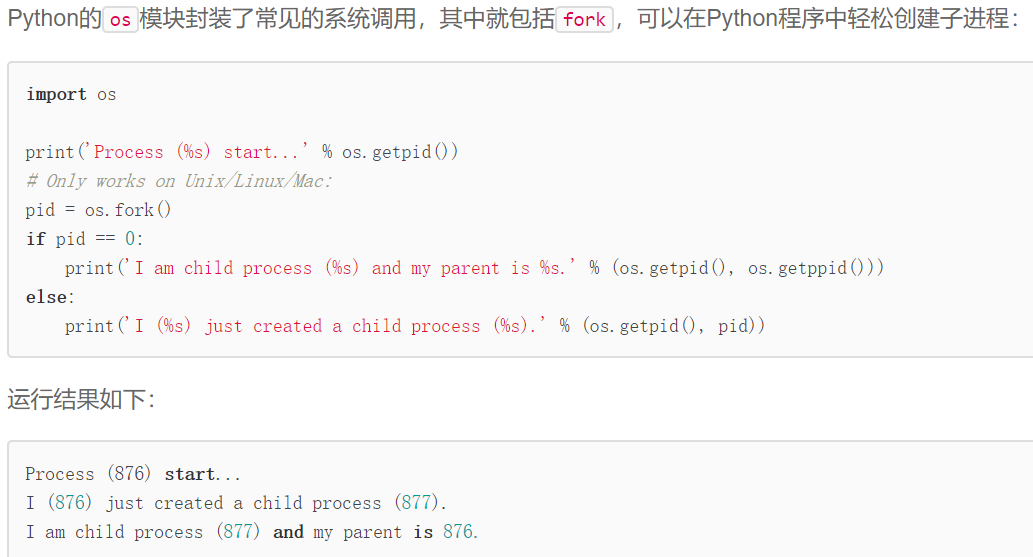 Python的os模块封装了常见的系统调用，其中就包括fork，可以在Python程序中轻松创建子进程：
import os
print('Process (%s) start...' % os.getpid())
# Only works on Unix/Linux/Mac:
pid = os.fork()
if pid == 0:
    print('I am child process (%s) and my parent is %s.' % (os.getpid(), os.getppid()))
else:
    print('I (%s) just created a child process (%s).' % (os.getpid(), pid))
运行结果如下：
Process (876) start...
I (876) just created a child process (877).
I am child process (877) and my parent is 876.